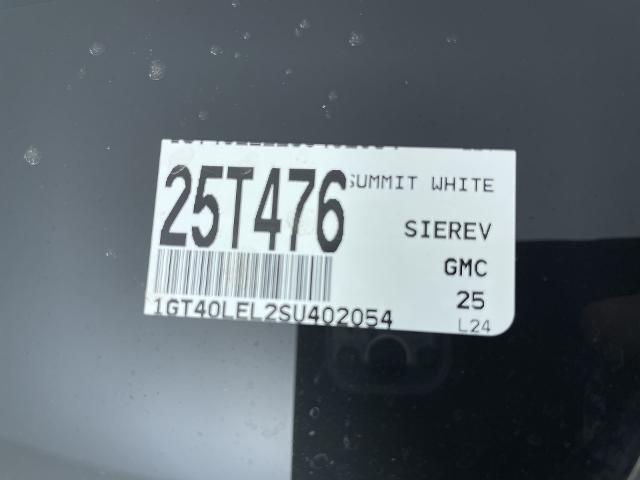 25T476
SUMMIT WHITE
SIEREV
GMC
25
1GT40LEL2SU402054
L24